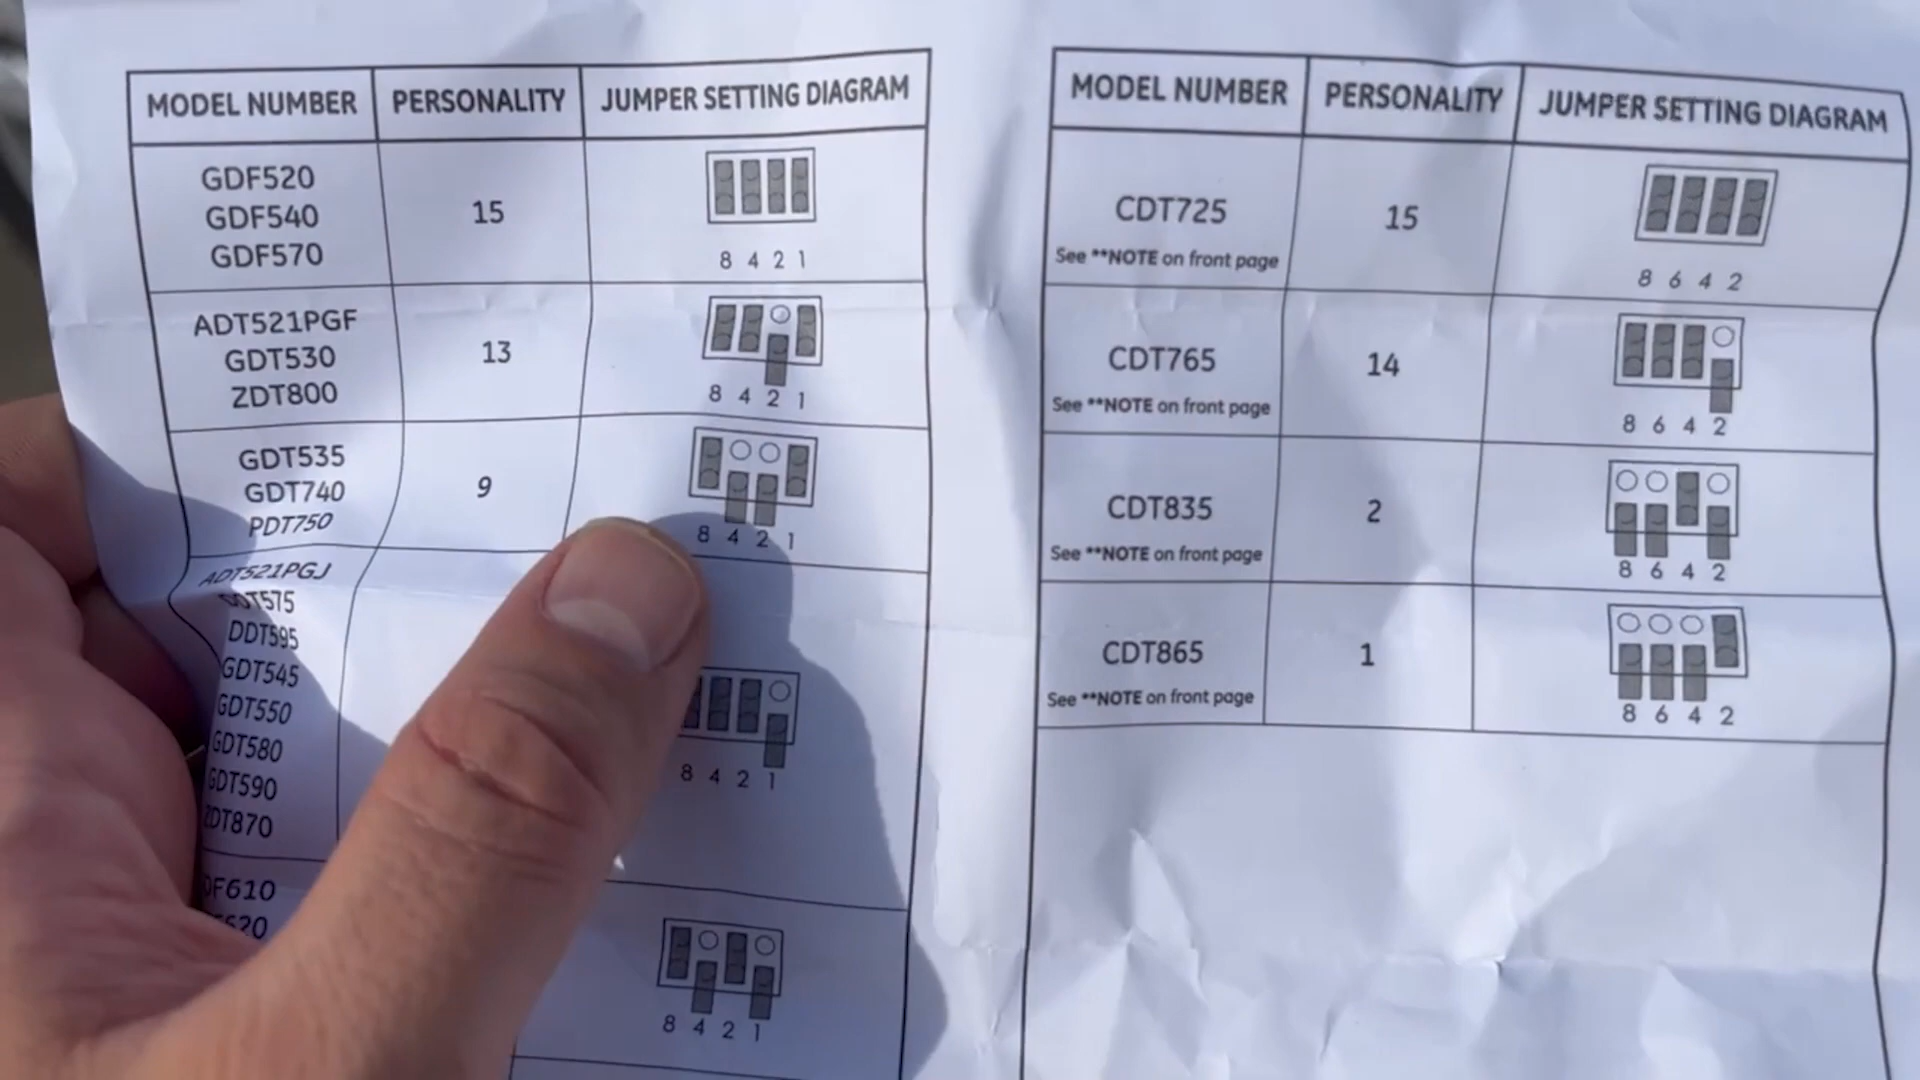 MODEL NUMBER PERSONALITY JUMPER SETTING DIAGRAM
GDF520
GDF540
GDF570
15
8 4 2 1
ADT521PGF
GDT530
ZDT800
13
8 4 2 1
GDT535
GDT740
PDT750
9
8 4 2 1
ADT521PGJ
DDT595
GDT545
GDT550
GDT580
GDT590
ZDT870
8 4 2 1
8 4 2 1
MODEL NUMBER PERSONALITY JUMPER SETTING DIAGRAM
CDT725
See **NOTE on front page
15
8 6 4 2
CDT765
See **NOTE on front page
14
8 6 4 2
CDT835
See **NOTE on front page
2
8 6 4 2
CDT865
See **NOTE on front page
1
8 6 4 2